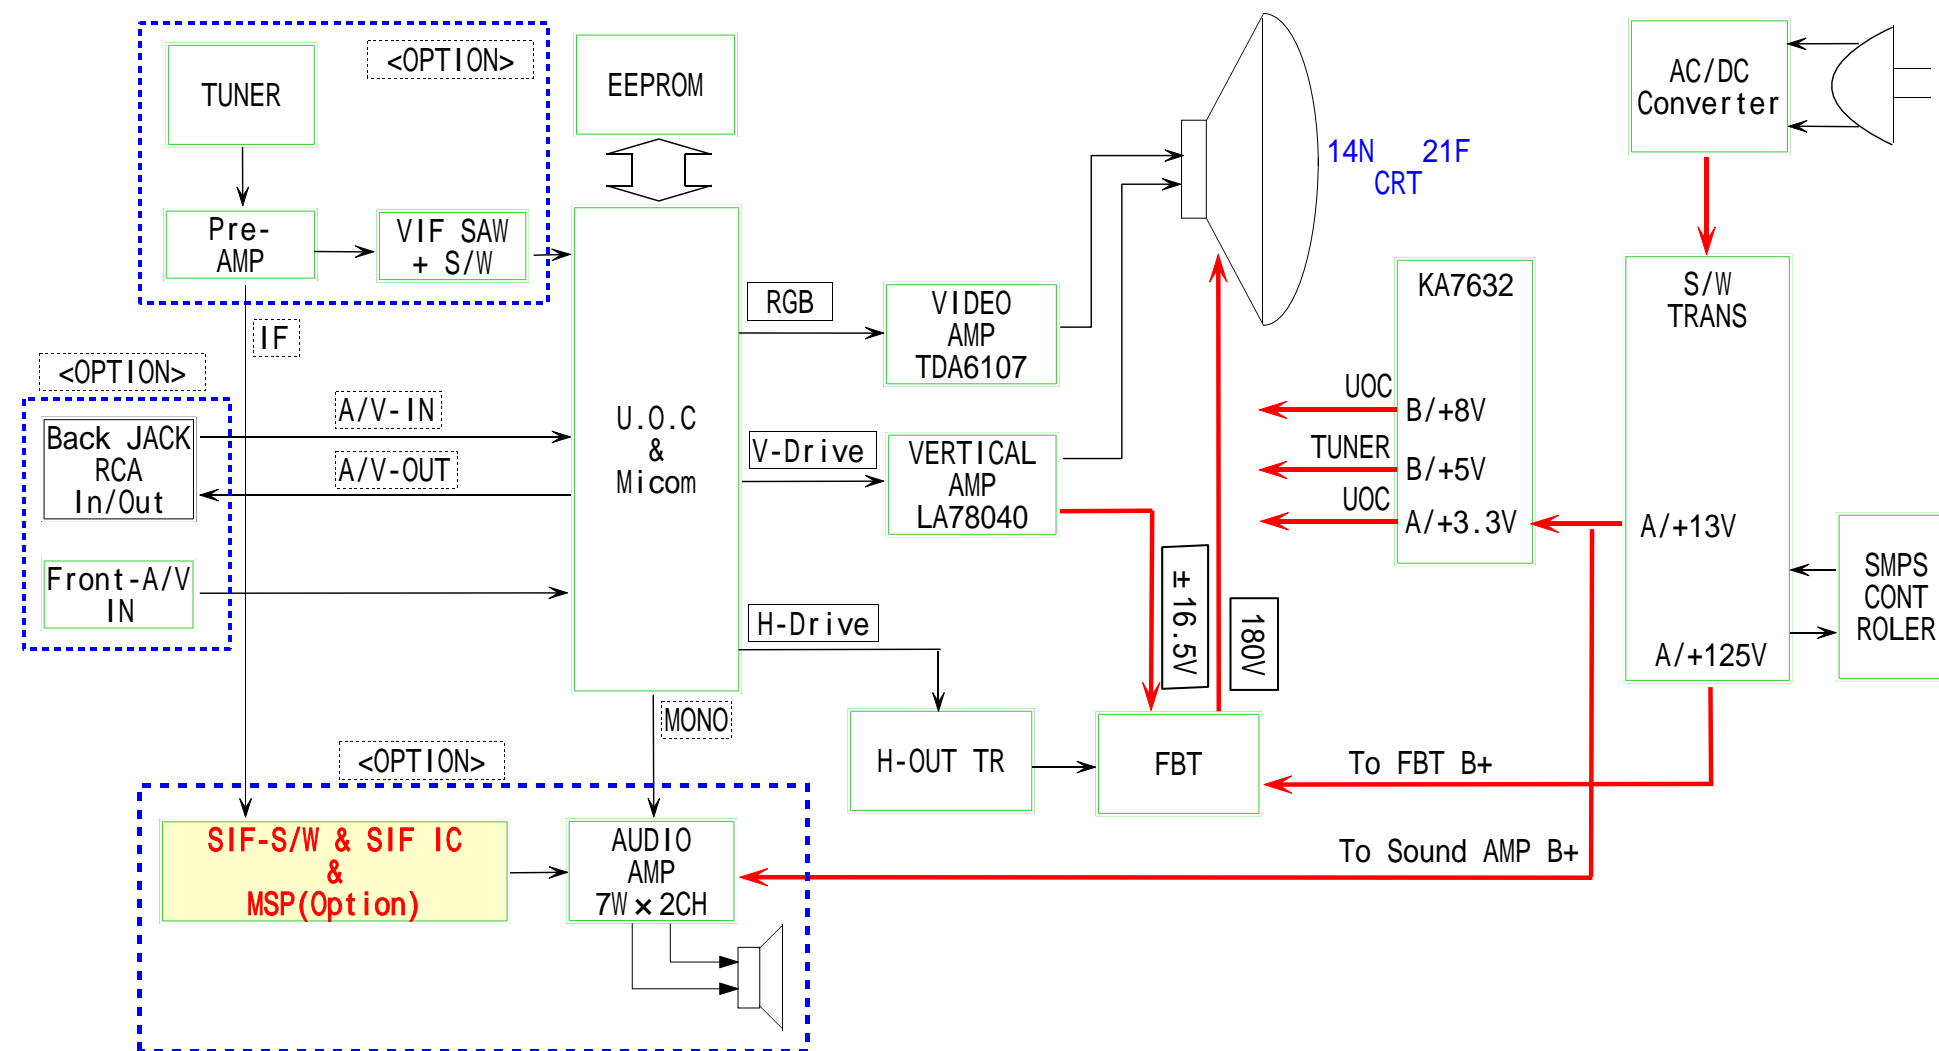 <OPTION>
TUNER
EEPROM
AC/DC
Converter
14N 21F
CRT
Pre-
AMP
VIF SAW
+ S/W
IF
RGB
VIDEO
AMP
TDA6107
KA7632
S/W
TRANS
<OPTION>
Back JACK
RCA
In/Out
A/V-IN
A/V-OUT
Front-A/V
IN
U.O.C
&
Micom
V-Drive
VERTICAL
AMP
LA78040
UOC
B/+8V
TUNER
B/+5V
UOC
A/+3.3V
A/+13V
A/+125V
SMPS
CONT
ROLER
±16.5V
180V
H-Drive
MONO
H-OUT TR
FBT
To FBT B+
To Sound AMP B+
<OPTION>
SIF-S/W & SIF IC
&
MSP(Option)
AUDIO
AMP
7W×2CH